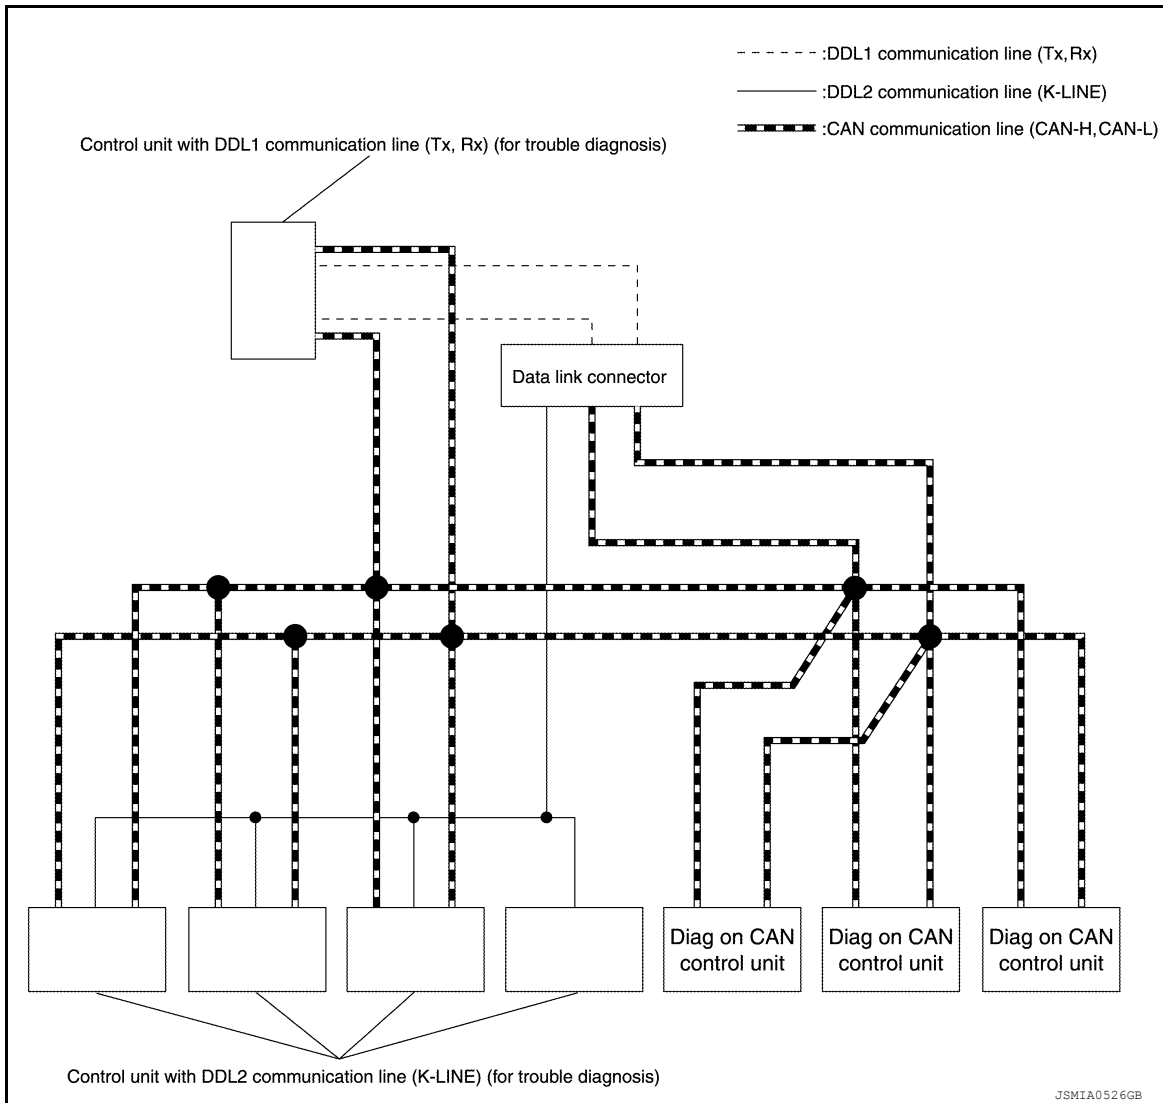 :DDL1 communication line (Tx,Rx)
:DDL2 communication line (K-LINE)
:CAN communication line (CAN-H,CAN-L)
Control unit with DDL1 communication line (Tx, Rx) (for trouble diagnosis)
Data link connector
Diag on CAN
control unit
Diag on CAN
control unit
Diag on CAN
control unit
Control unit with DDL2 communication line (K-LINE) (for trouble diagnosis)
JSMIA0526GB